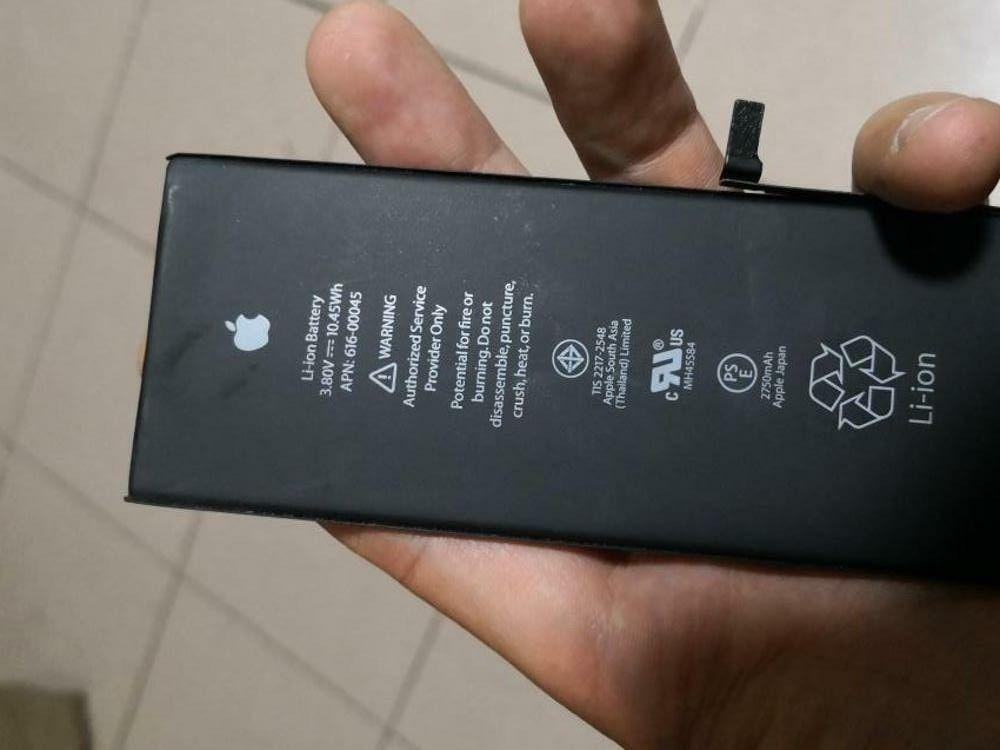 Li-ion Battery
3.80V ⎓ 10.45Wh
APN: 616-00045
WARNING
Authorized Service
Provider Only
Potential for fire or
burning. Do not
disassemble, puncture,
crush, heat, or burn.
TIS 2217-2548
Apple South Asia
(Thailand) Limited
c RU ® US
MH45584
PS
E
2750mAh
Apple Japan
Li-ion